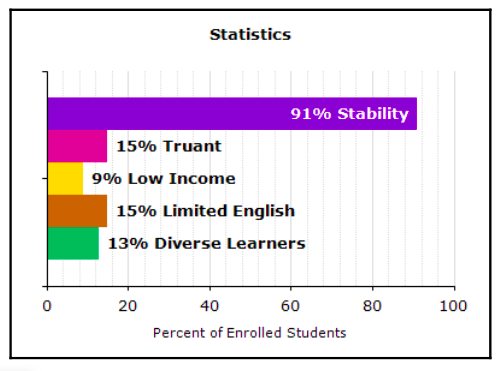 Statistics
91% Stability
15% Truant
9% Low Income
15% Limited English
13% Diverse Learners
0 20 40 60 80 100
Percent of Enrolled Students